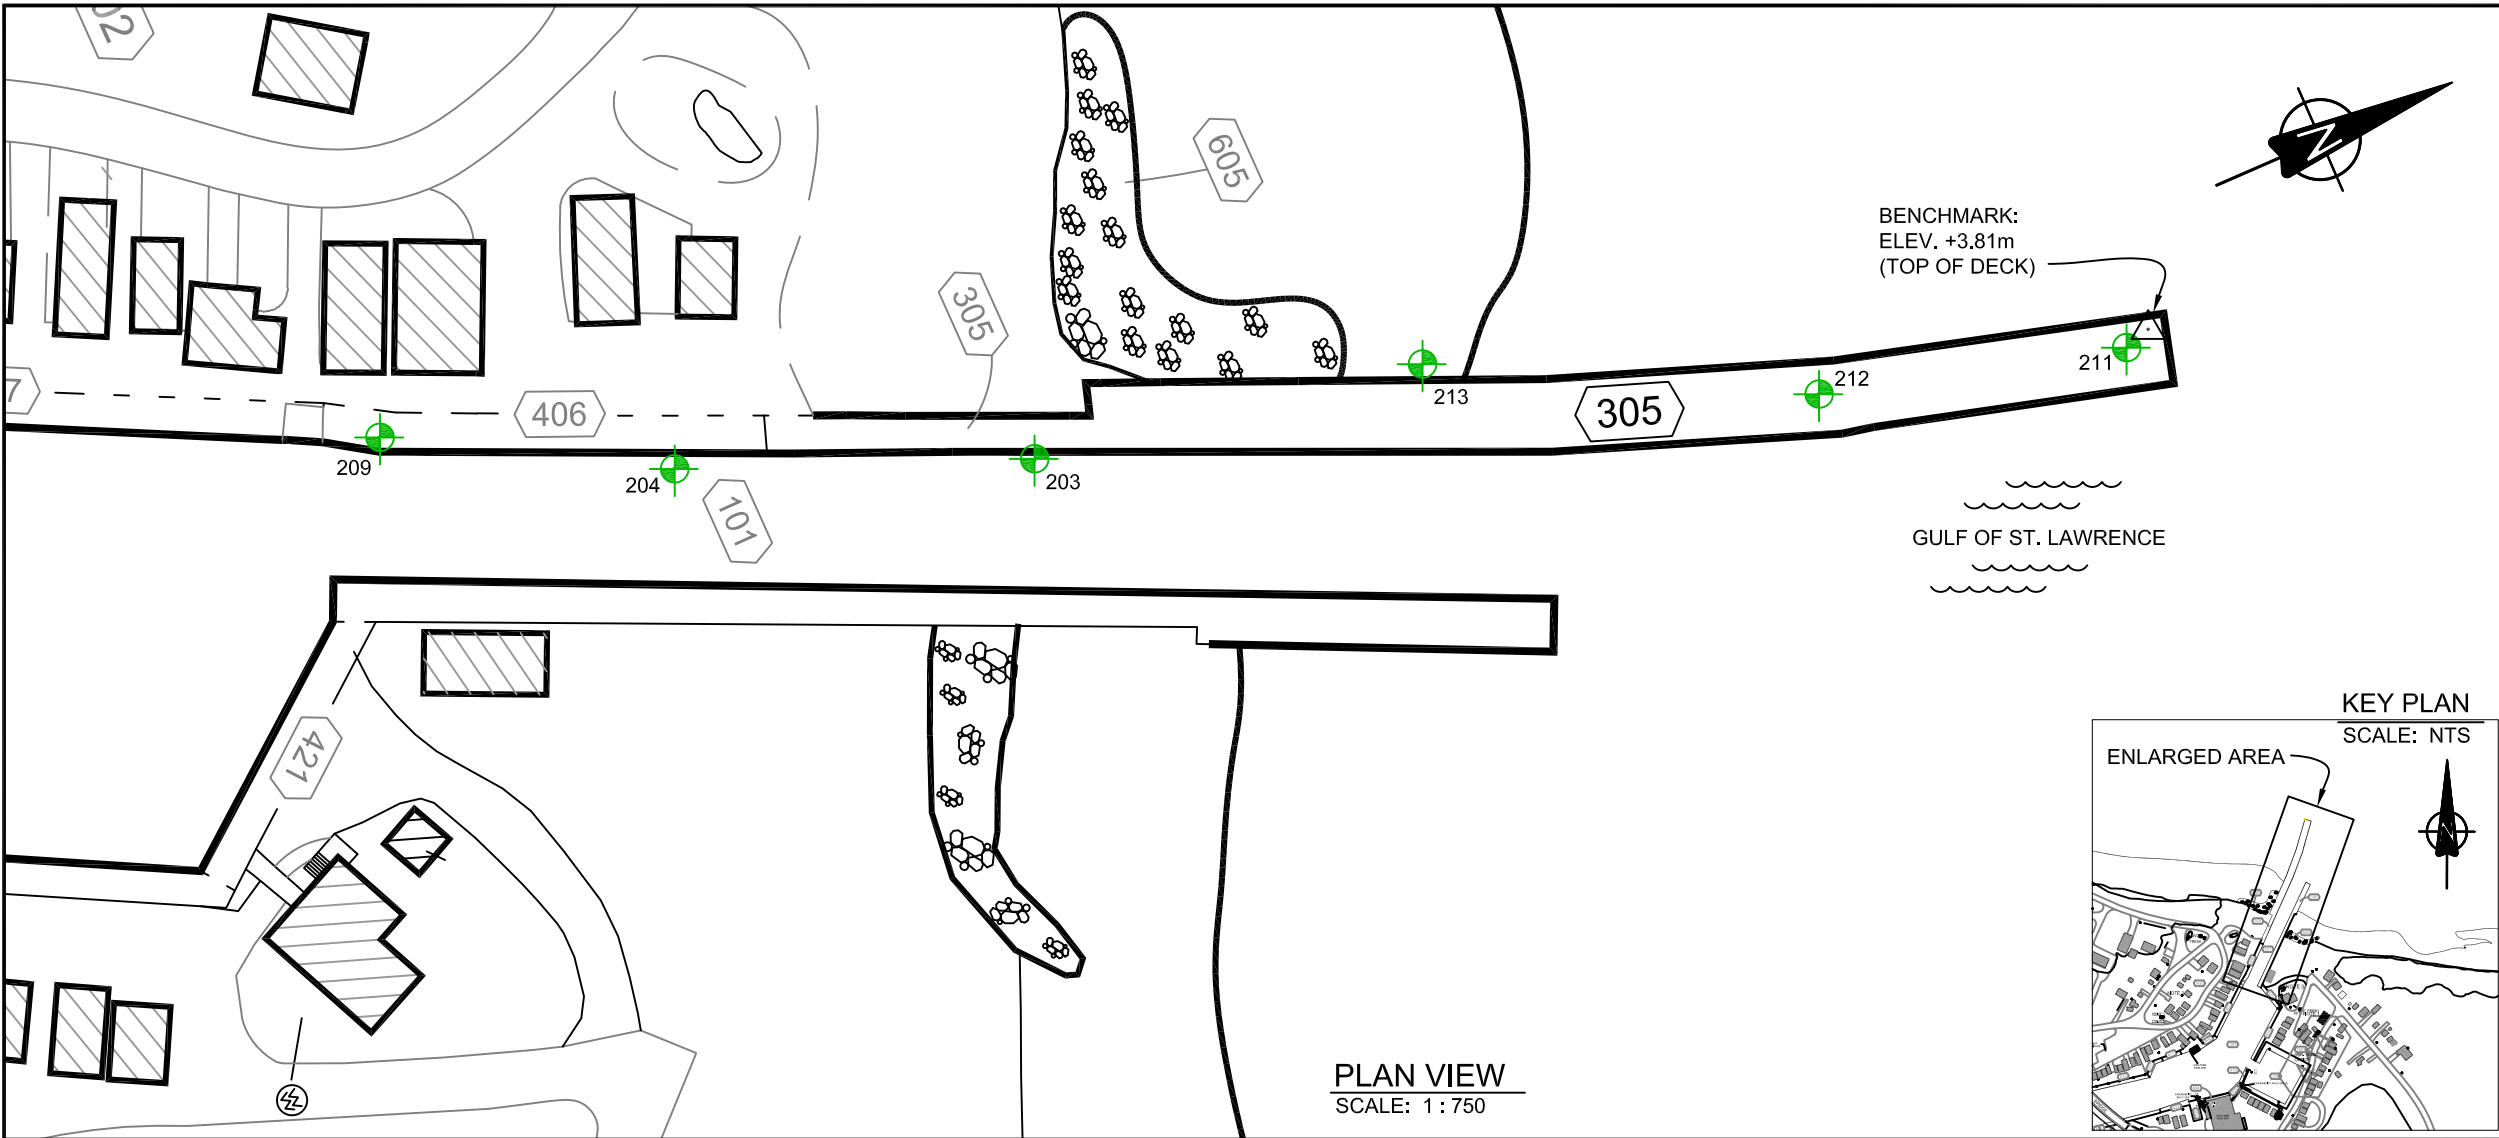 02
605
BENCHMARK:
ELEV. +3.81m
(TOP OF DECK)
N
305
211
212
213
7
406
305
209
204
203
101
GULF OF ST. LAWRENCE
421
KEY PLAN
SCALE: NTS
ENLARGED AREA
N
PLAN VIEW
SCALE: 1 : 750